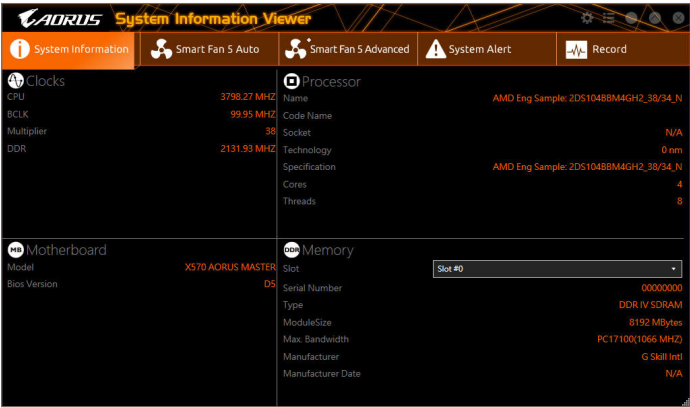 AORUS System Information Viewer
System Information
Smart Fan 5 Auto
Smart Fan 5 Advanced
System Alert
Record
Clocks
CPU 3798.27 MHZ
BCLK 99.95 MHZ
Multiplier 38
DDR 2131.93 MHZ
Processor
Name AMD Eng Sample: 2DS104BBM4GH2_38/34_N
Code Name
Socket N/A
Technology 0 nm
Specification AMD Eng Sample: 2DS104BBM4GH2_38/34_N
Cores 4
Threads 8
MB Motherboard
Model X570 AORUS MASTER
Bios Version D5
DDR Memory
Slot Slot #0
Serial Number 00000000
Type DDR IV SDRAM
ModuleSize 8192 MBytes
Max. Bandwidth PC17100(1066 MHZ)
Manufacturer G Skill Intl
Manufacturer Date N/A